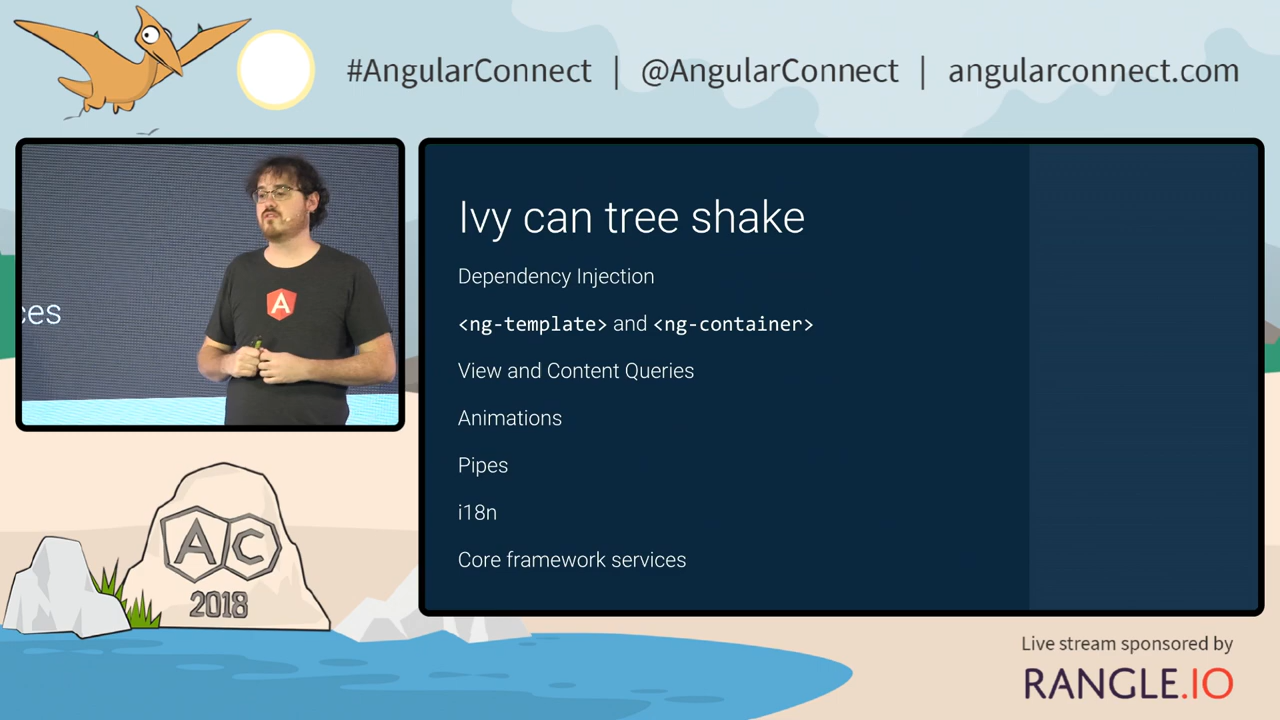 #AngularConnect | @AngularConnect | angularconnect.com
ces
A
Ivy can tree shake
Dependency Injection
<ng-template> and <ng-container>
View and Content Queries
Animations
Pipes
i18n
Core framework services
AC
2018
Live stream sponsored by
RANGLE.IO